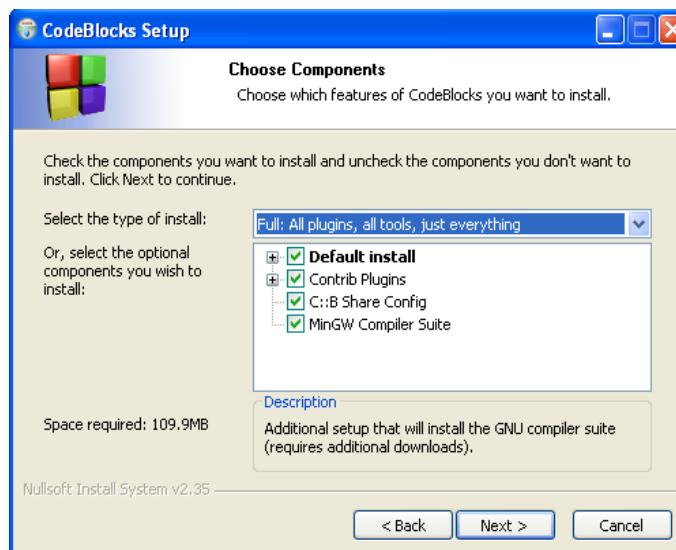 CodeBlocks Setup
Choose Components
Choose which features of CodeBlocks you want to install.
Check the components you want to install and uncheck the components you don't want to
install. Click Next to continue.
Select the type of install:
Full: All plugins, all tools, just everything
Or, select the optional
components you wish to
install:
Default install
Contrib Plugins
C::B Share Config
MinGW Compiler Suite
Space required: 109.9MB
Description
Additional setup that will install the GNU compiler suite
(requires additional downloads).
Nullsoft Install System v2.35
< Back
Next >
Cancel